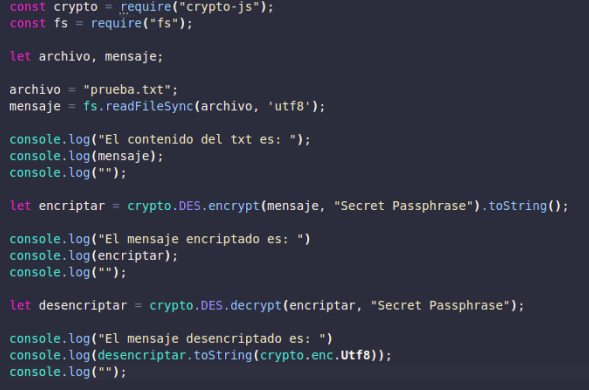 const crypto = require("crypto-js");
const fs = require("fs");
let archivo, mensaje;
archivo = "prueba.txt";
mensaje = fs.readFileSync(archivo, 'utf8');
console.log("El contenido del txt es: ");
console.log(mensaje);
console.log("");
let encriptar = crypto.DES.encrypt(mensaje, "Secret Passphrase").toString();
console.log("El mensaje encriptado es: ")
console.log(encriptar);
console.log("");
let desencriptar = crypto.DES.decrypt(encriptar, "Secret Passphrase");
console.log("El mensaje desencriptado es: ")
console.log(desencriptar.toString(crypto.enc.Utf8));
console.log("");